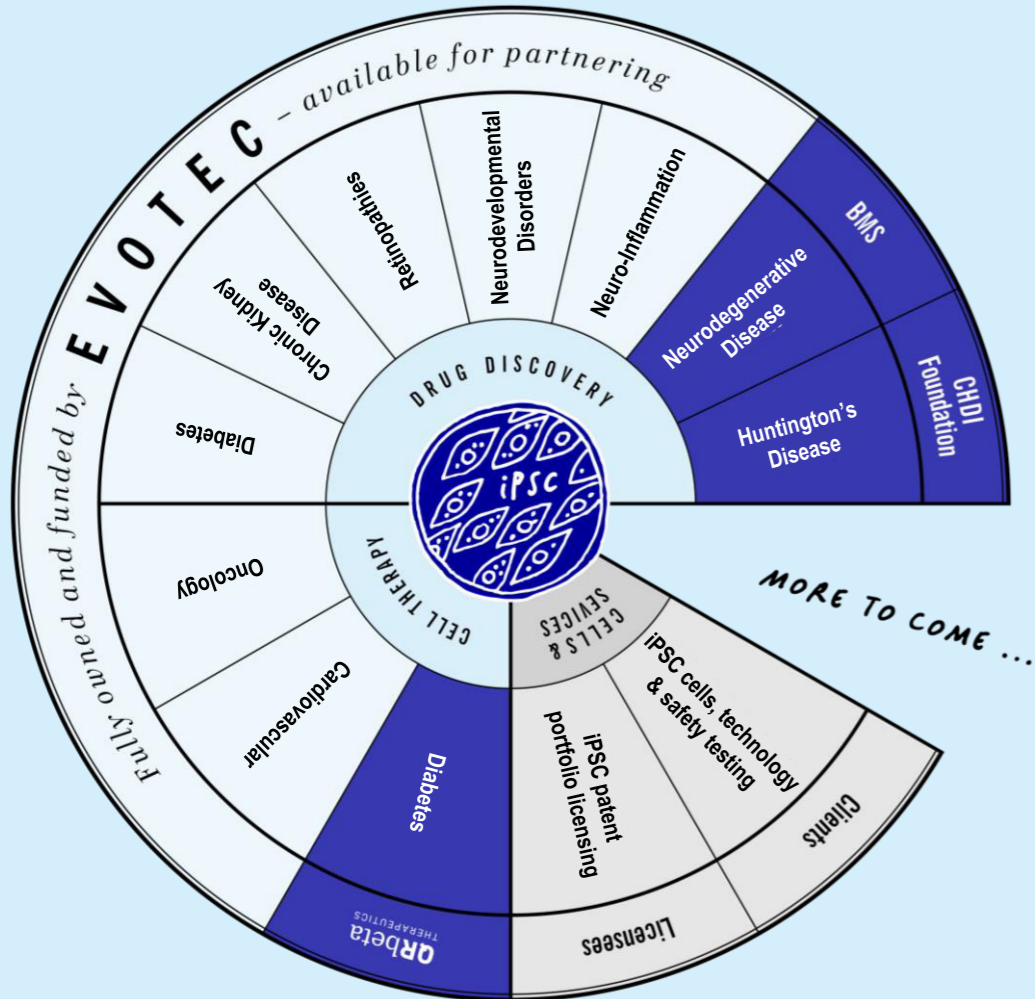 Fully owned and funded by EVOTEC – available for partnering
BMS
CHDI
Foundation
Neurodevelopmental
Disorders
Neuro-Inflammation
Retinopathies
Chronic Kidney
Disease
Diabetes
Neurodegenerative
Disease
Huntington's
Disease
DRUG DISCOVERY
iPSC
CELL THERAPY
CELLS &
SEVICES
MORE TO COME ...
Oncology
Cardiovascular
Diabetes
QRbeta
THERAPEUTICS
iPSC patent
portfolio licensing
Licensees
iPSC cells, technology
& safety testing
Clients